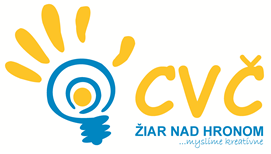 CVČ
ŽIAR NAD HRONOM
...myslíme kreatívne